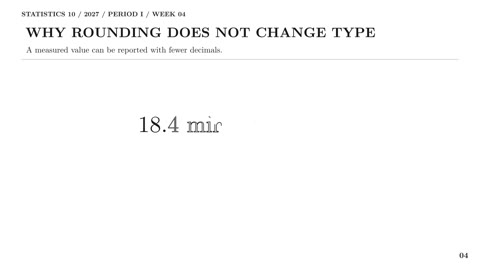 STATISTICS 10 / 2027 / PERIOD I / WEEK 04
WHY ROUNDING DOES NOT CHANGE TYPE
A measured value can be reported with fewer decimals.
18.4
04